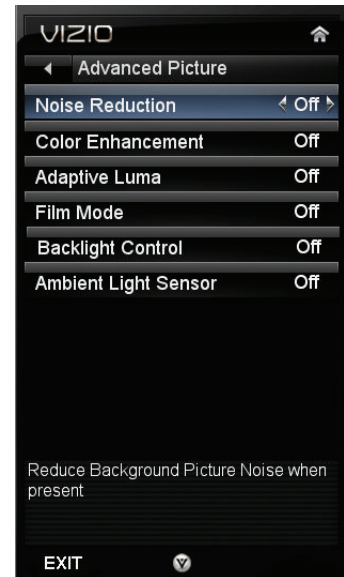 VIZIO
Advanced Picture
Noise Reduction Off
Color Enhancement Off
Adaptive Luma Off
Film Mode Off
Backlight Control Off
Ambient Light Sensor Off
Reduce Background Picture Noise when
present
EXIT V